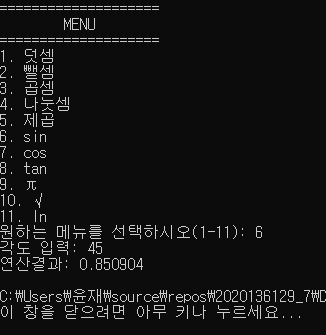 ====================
MENU
====================
1. 덧셈
2. 뺄셈
3. 곱셈
4. 나눗셈
5. 제곱
6. sin
7. cos
8. tan
9. π
10. √
11. ln
원하는 메뉴를 선택하시오(1-11): 6
각도 입력: 45
연산결과: 0.850904
C:₩Users₩윤재₩source₩repos₩2020136129_7₩D
이 창을 닫으려면 아무 키나 누르세요...